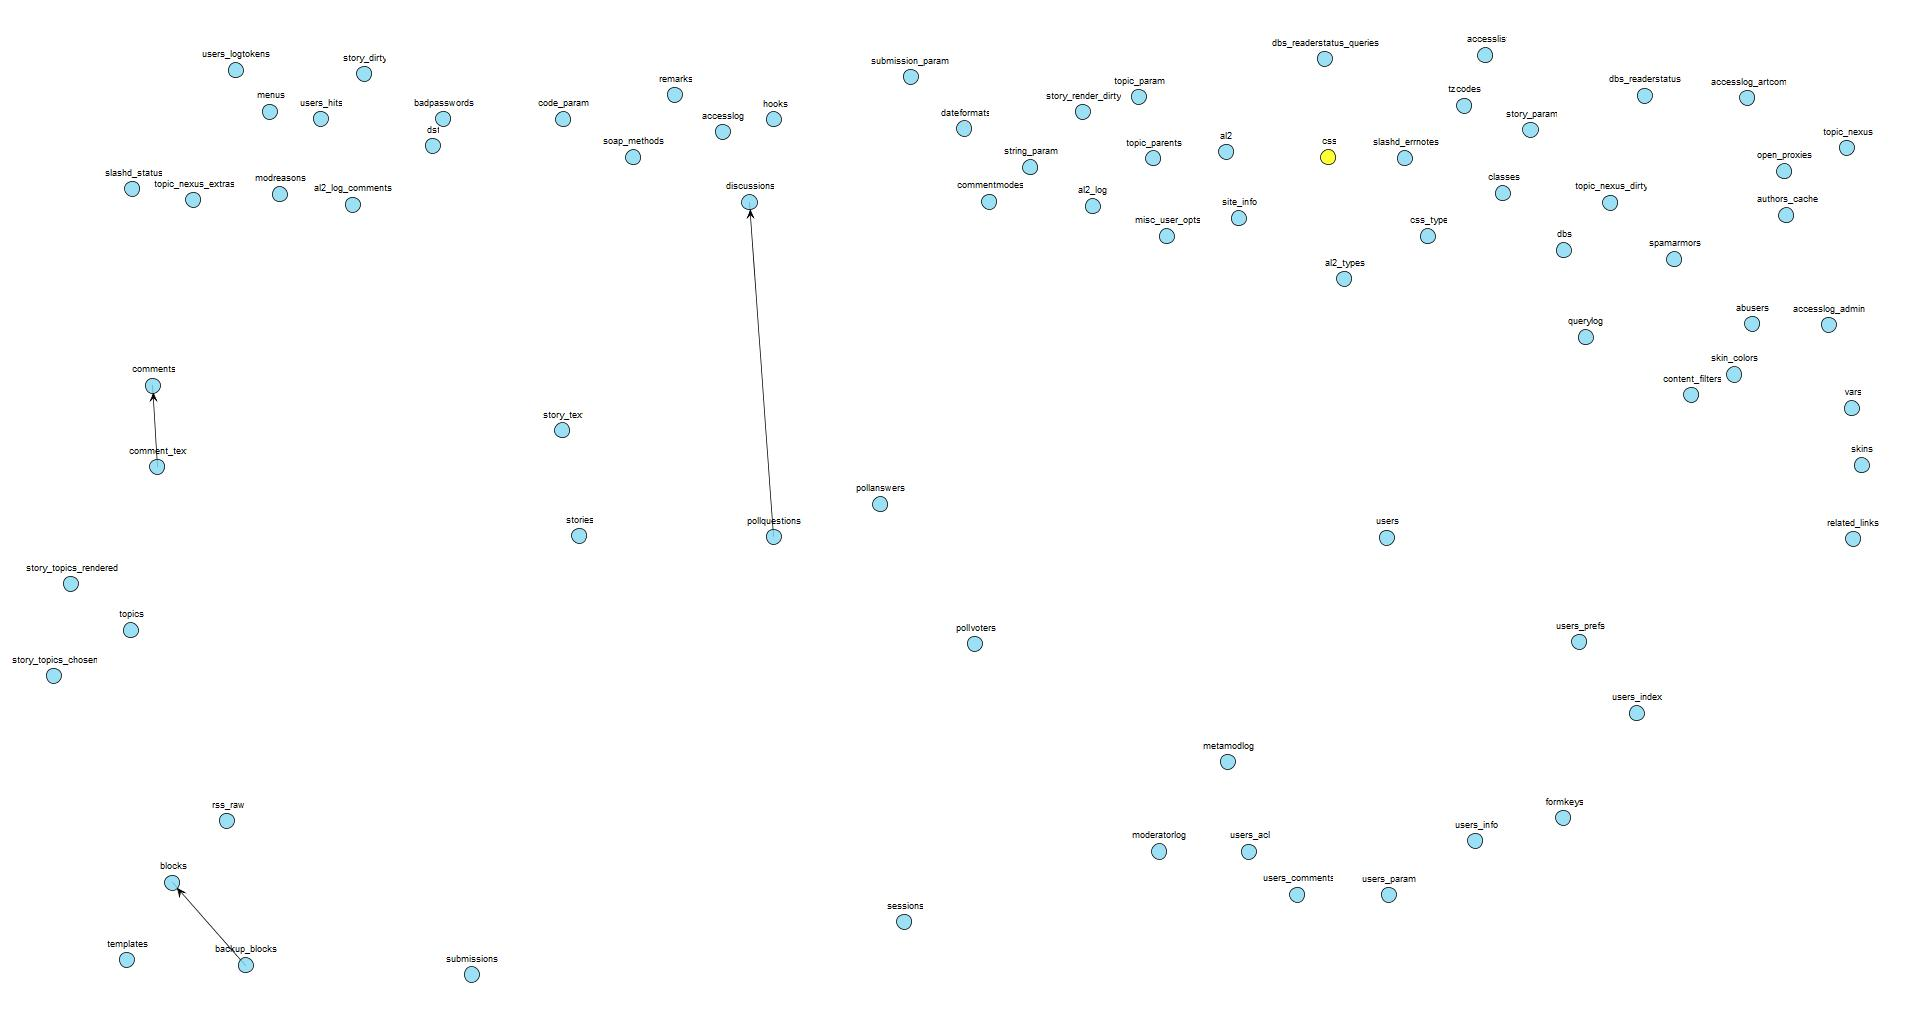 dbs_readerstatus_queries
accesslis
users_logtokens
story_dirty
submission_param
remarks
topic_param
dbs_readerstatus
accesslog_artcom
tzcodes
menus
users_hits
badpasswords
code_param
hooks
story_render_dirty
accesslog
dateformats
story_param
dst
topic_nexus
al2
soap_methods
css
slashd_errnotes
topic_parents
string_param
open_proxies
slashd_status
topic_nexus_extras
modreasons
al2_log_comments
discussions
commentmodes
al2_log
classes
topic_nexus_dirty
authors_cache
site_info
misc_user_opts
css_type
dbs
spamarmors
al2_types
abusers
accesslog_admin
querylog
skin_colors
comments
content_filters
vars
story_tex
comment_tex
skins
pollanswers
stories
pollquestions
users
related_links
story_topics_rendered
topics
pollvoters
users_prefs
story_topics_chosen
users_index
metamodlog
rss_raw
formkeys
users_info
moderatorlog
users_acl
blocks
users_comments
users_param
sessions
templates
backup_blocks
submissions